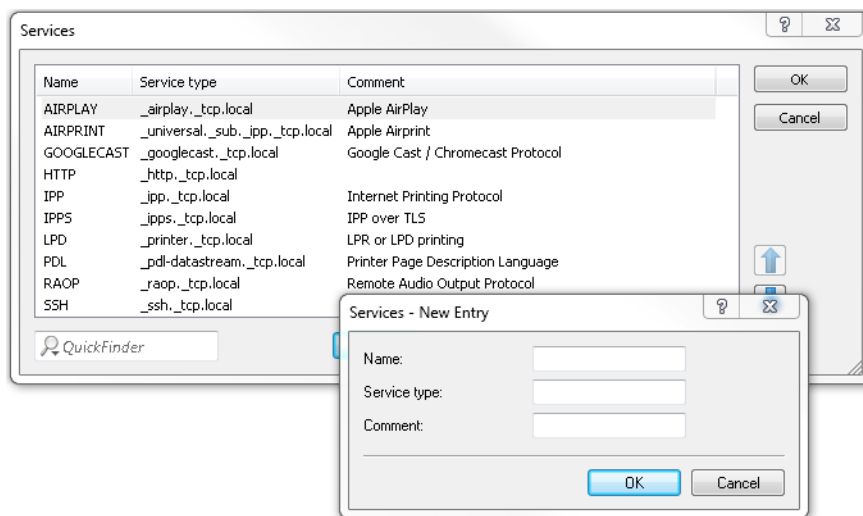 Services
Name Service type Comment
AIRPLAY _airplay._tcp.local Apple AirPlay
AIRPRINT _universal._sub._ipp._tcp.local Apple Airprint
GOOGLECAST _googlecast._tcp.local Google Cast / Chromecast Protocol
HTTP _http._tcp.local
IPP _ipp._tcp.local Internet Printing Protocol
IPPS _ipps._tcp.local IPP over TLS
LPD _printer._tcp.local LPR or LPD printing
PDL _pdl-datastream._tcp.local Printer Page Description Language
RAOP _raop._tcp.local Remote Audio Output Protocol
SSH _ssh._tcp.local
OK
Cancel
QuickFinder
Services - New Entry
Name:
Service type:
Comment:
OK Cancel